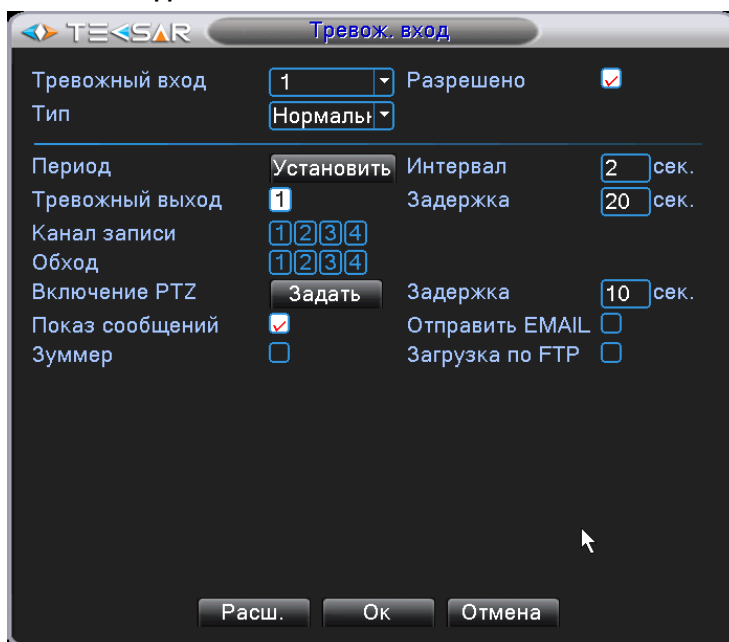 TEKSAR Тревож. вход
Тревожный вход 1 Разрешено
Тип Нормальн
Период Установить Интервал 2 сек.
Тревожный выход 1 Задержка 20 сек.
Канал записи 1 2 3 4
Обход 1 2 3 4
Включение PTZ Задать Задержка 10 сек.
Показ сообщений Отправить EMAIL
Зуммер Загрузка по FTP
Расш. Ок Отмена